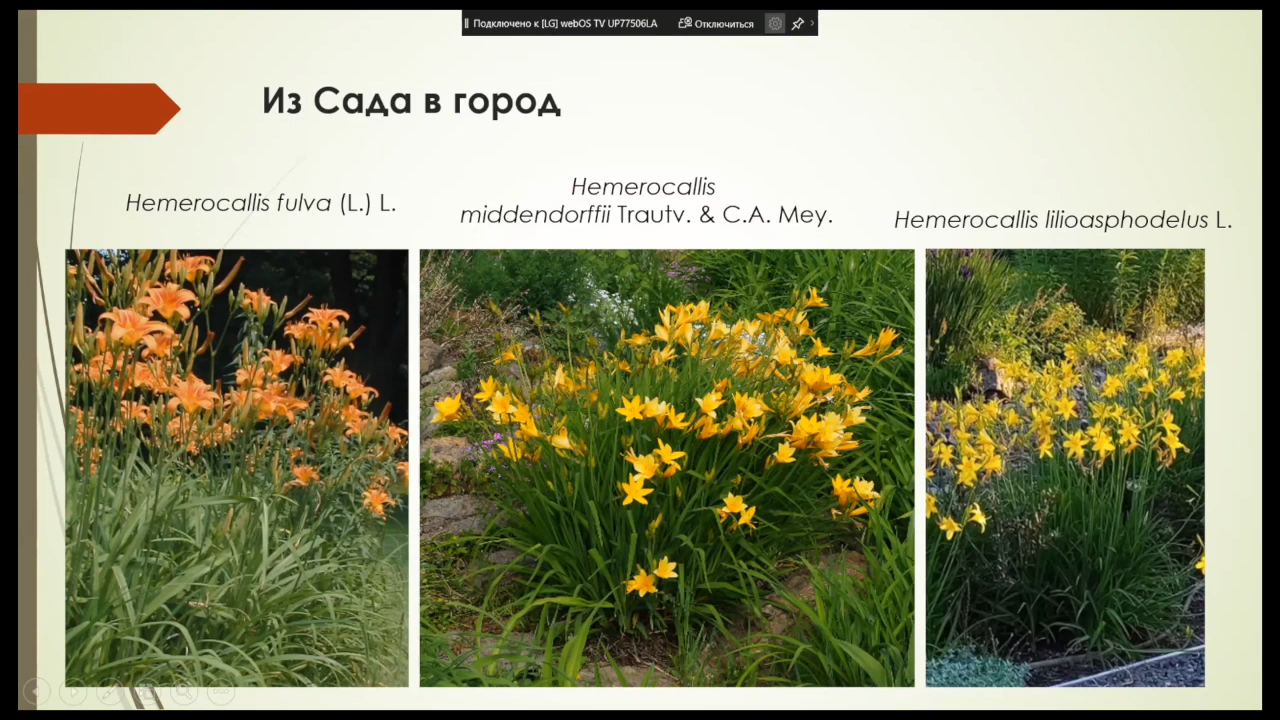 Подключено к [LG] webOS TV UP77506LA Отключиться
Из Сада в город
Hemerocallis fulva (L.) L.
Hemerocallis
middendorffii Trautv. & C.A. Mey.
Hemerocallis lilioasphodelus L.